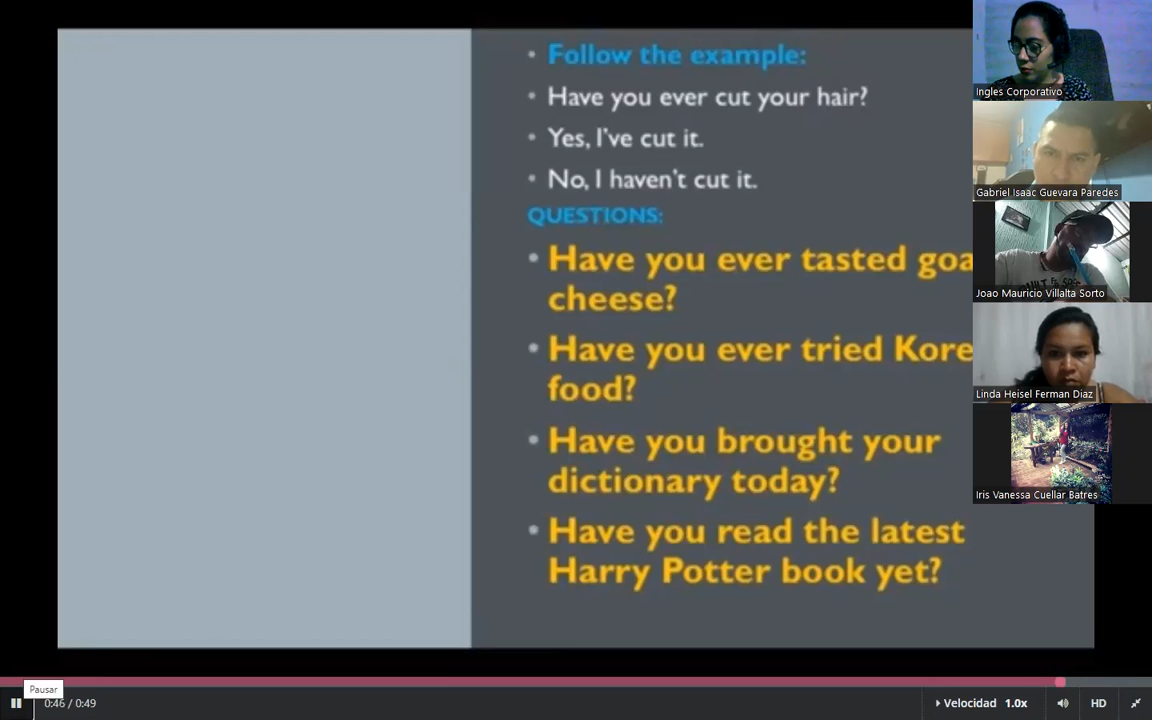 Follow the example:
Have you ever cut your hair?
Yes, I've cut it.
No, I haven't cut it.
QUESTIONS:
Have you ever tasted goa
cheese?
Have you ever tried Kore
food?
Have you brought your
dictionary today?
Have you read the latest
Harry Potter book yet?
Ingles Corporativo
Gabriel Isaac Guevara Paredes
Joao Mauricio Villalta Sorto
Linda Heisel Ferman Diaz
Iris Vanessa Cuellar Batres
Pausar
0:46 / 0:49
Velocidad 1.0x
HD